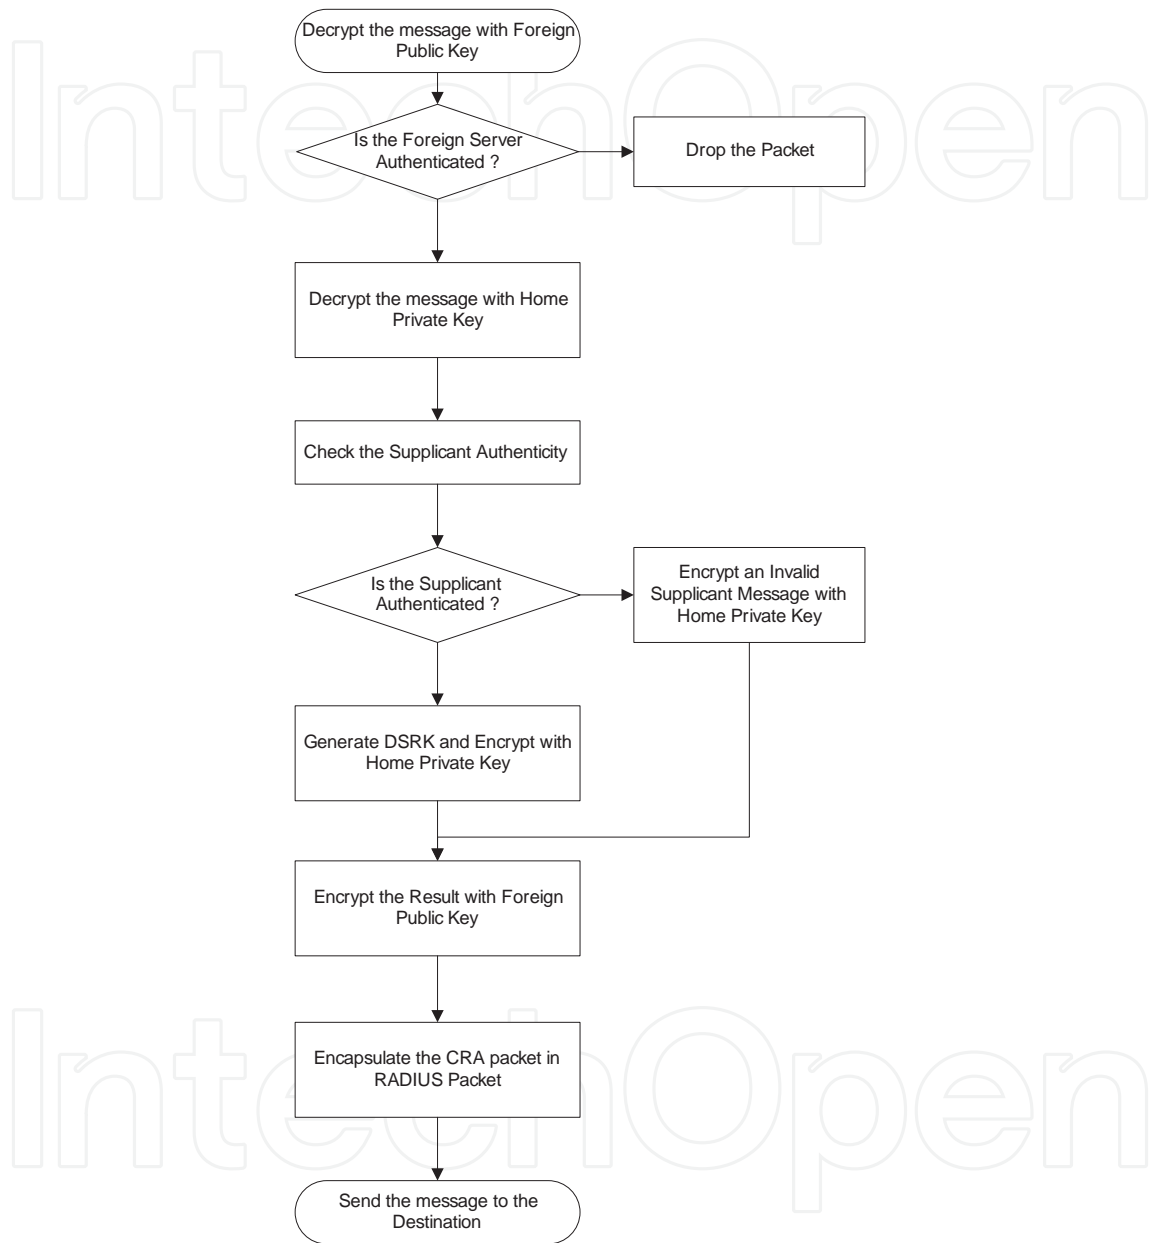 IntechOpen
Decrypt the message with Foreign
Public Key
Is the Foreign Server
Authenticated ?
Drop the Packet
Decrypt the message with Home
Private Key
Check the Supplicant Authenticity
Is the Supplicant
Authenticated ?
Encrypt an Invalid
Supplicant Message with
Home Private Key
Generate DSRK and Encrypt with
Home Private Key
Encrypt the Result with Foreign
Public Key
IntechOpen
Encapsulate the CRA packet in
RADIUS Packet
Send the message to the
Destination